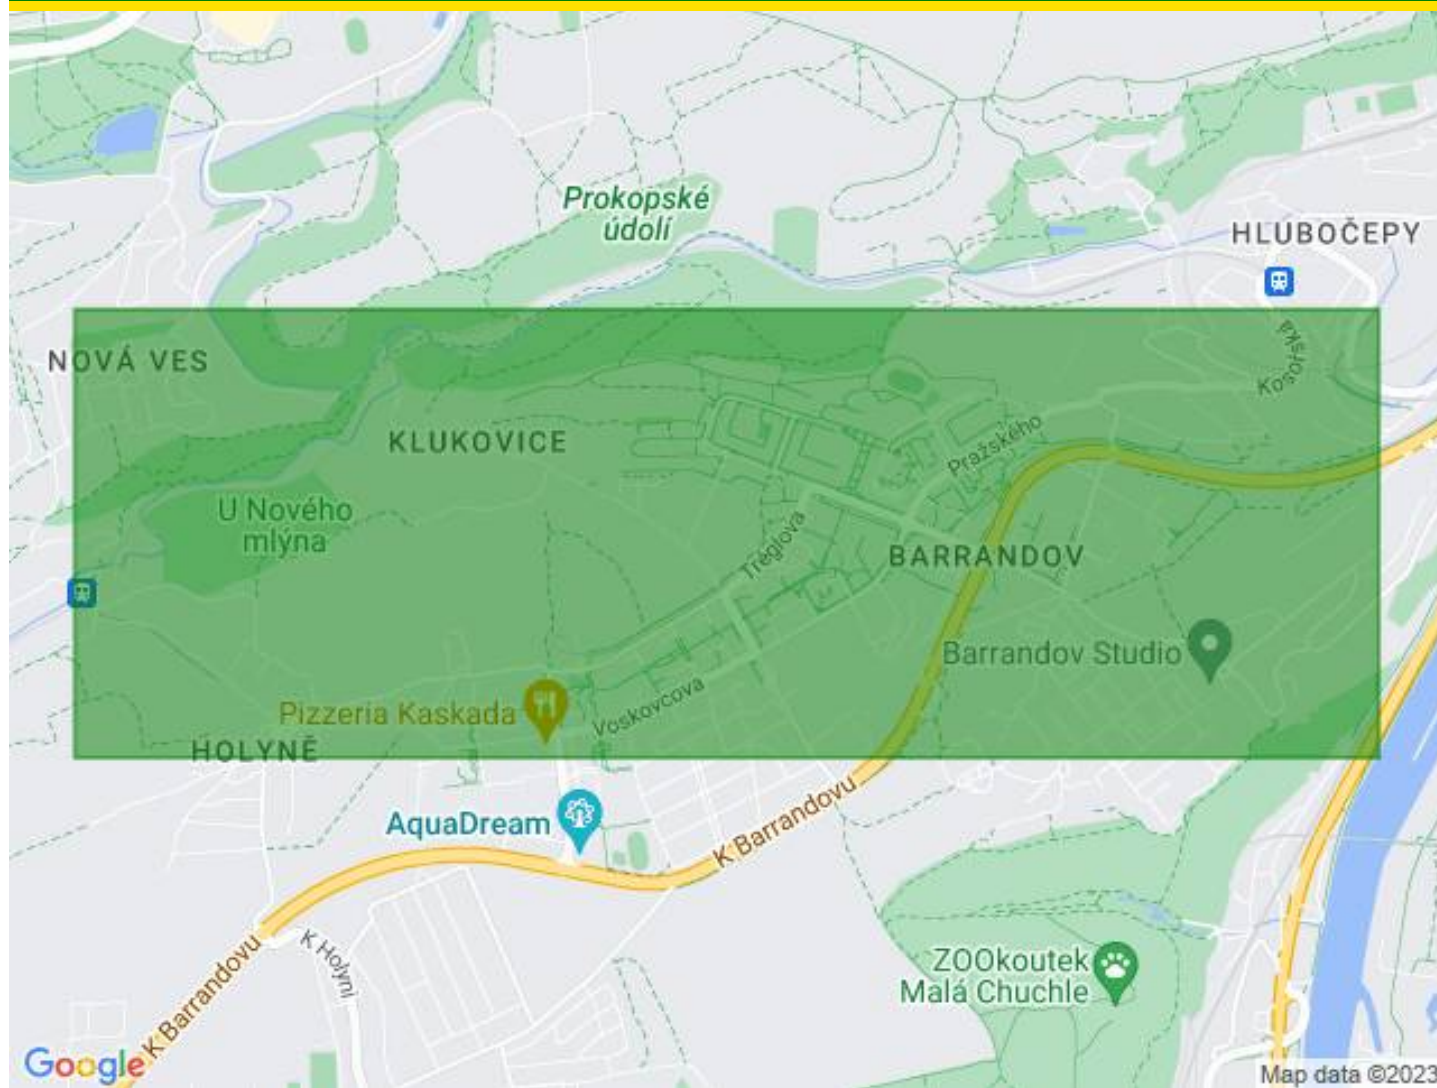 Prokopské
údolí
HLUBOČEPY
NOVÁ VES
Kosořská
KLUKOVICE
Pražského
U Nového
mlýna
Tréglova
BARRANDOV
Barrandov Studio
Pizzeria Kaskada
Voskovcova
HOLYNĚ
AquaDream
K Barrandovu
K Barrandovu
K Holyni
ZOOkoutek
Malá Chuchle
Google
Map data ©2023